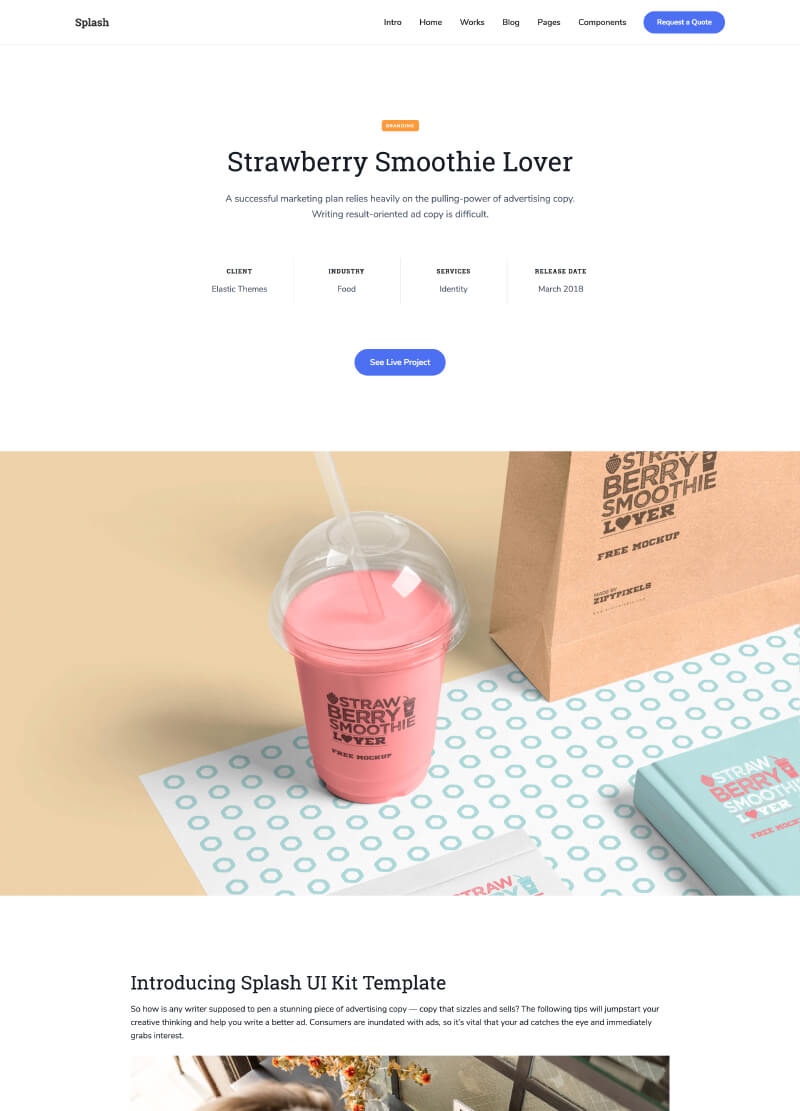 Splash
Intro Home Works Blog Pages Components Request a Quote
BRANDING
Strawberry Smoothie Lover
A successful marketing plan relies heavily on the pulling-power of advertising copy.
Writing result-oriented ad copy is difficult.
CLIENT INDUSTRY SERVICES RELEASE DATE
Elastic Themes Food Identity March 2018
See Live Project
STRAW
BERRY
SMOOTHIE
LOVER
FREE MOCKUP
MADE BY
ZIPYPIXELS
STRAW
BERRY
SMOOTHIE
LOVER
FREE MOCKUP
STRAW
BERRY
SMOOTH
LOVER
FREE MOCKU
STRAW
BERRY
Introducing Splash UI Kit Template
So how is any writer supposed to pen a stunning piece of advertising copy — copy that sizzles and sells? The following tips will jumpstart your
creative thinking and help you write a better ad. Consumers are inundated with ads, so it's vital that your ad catches the eye and immediately
grabs interest.